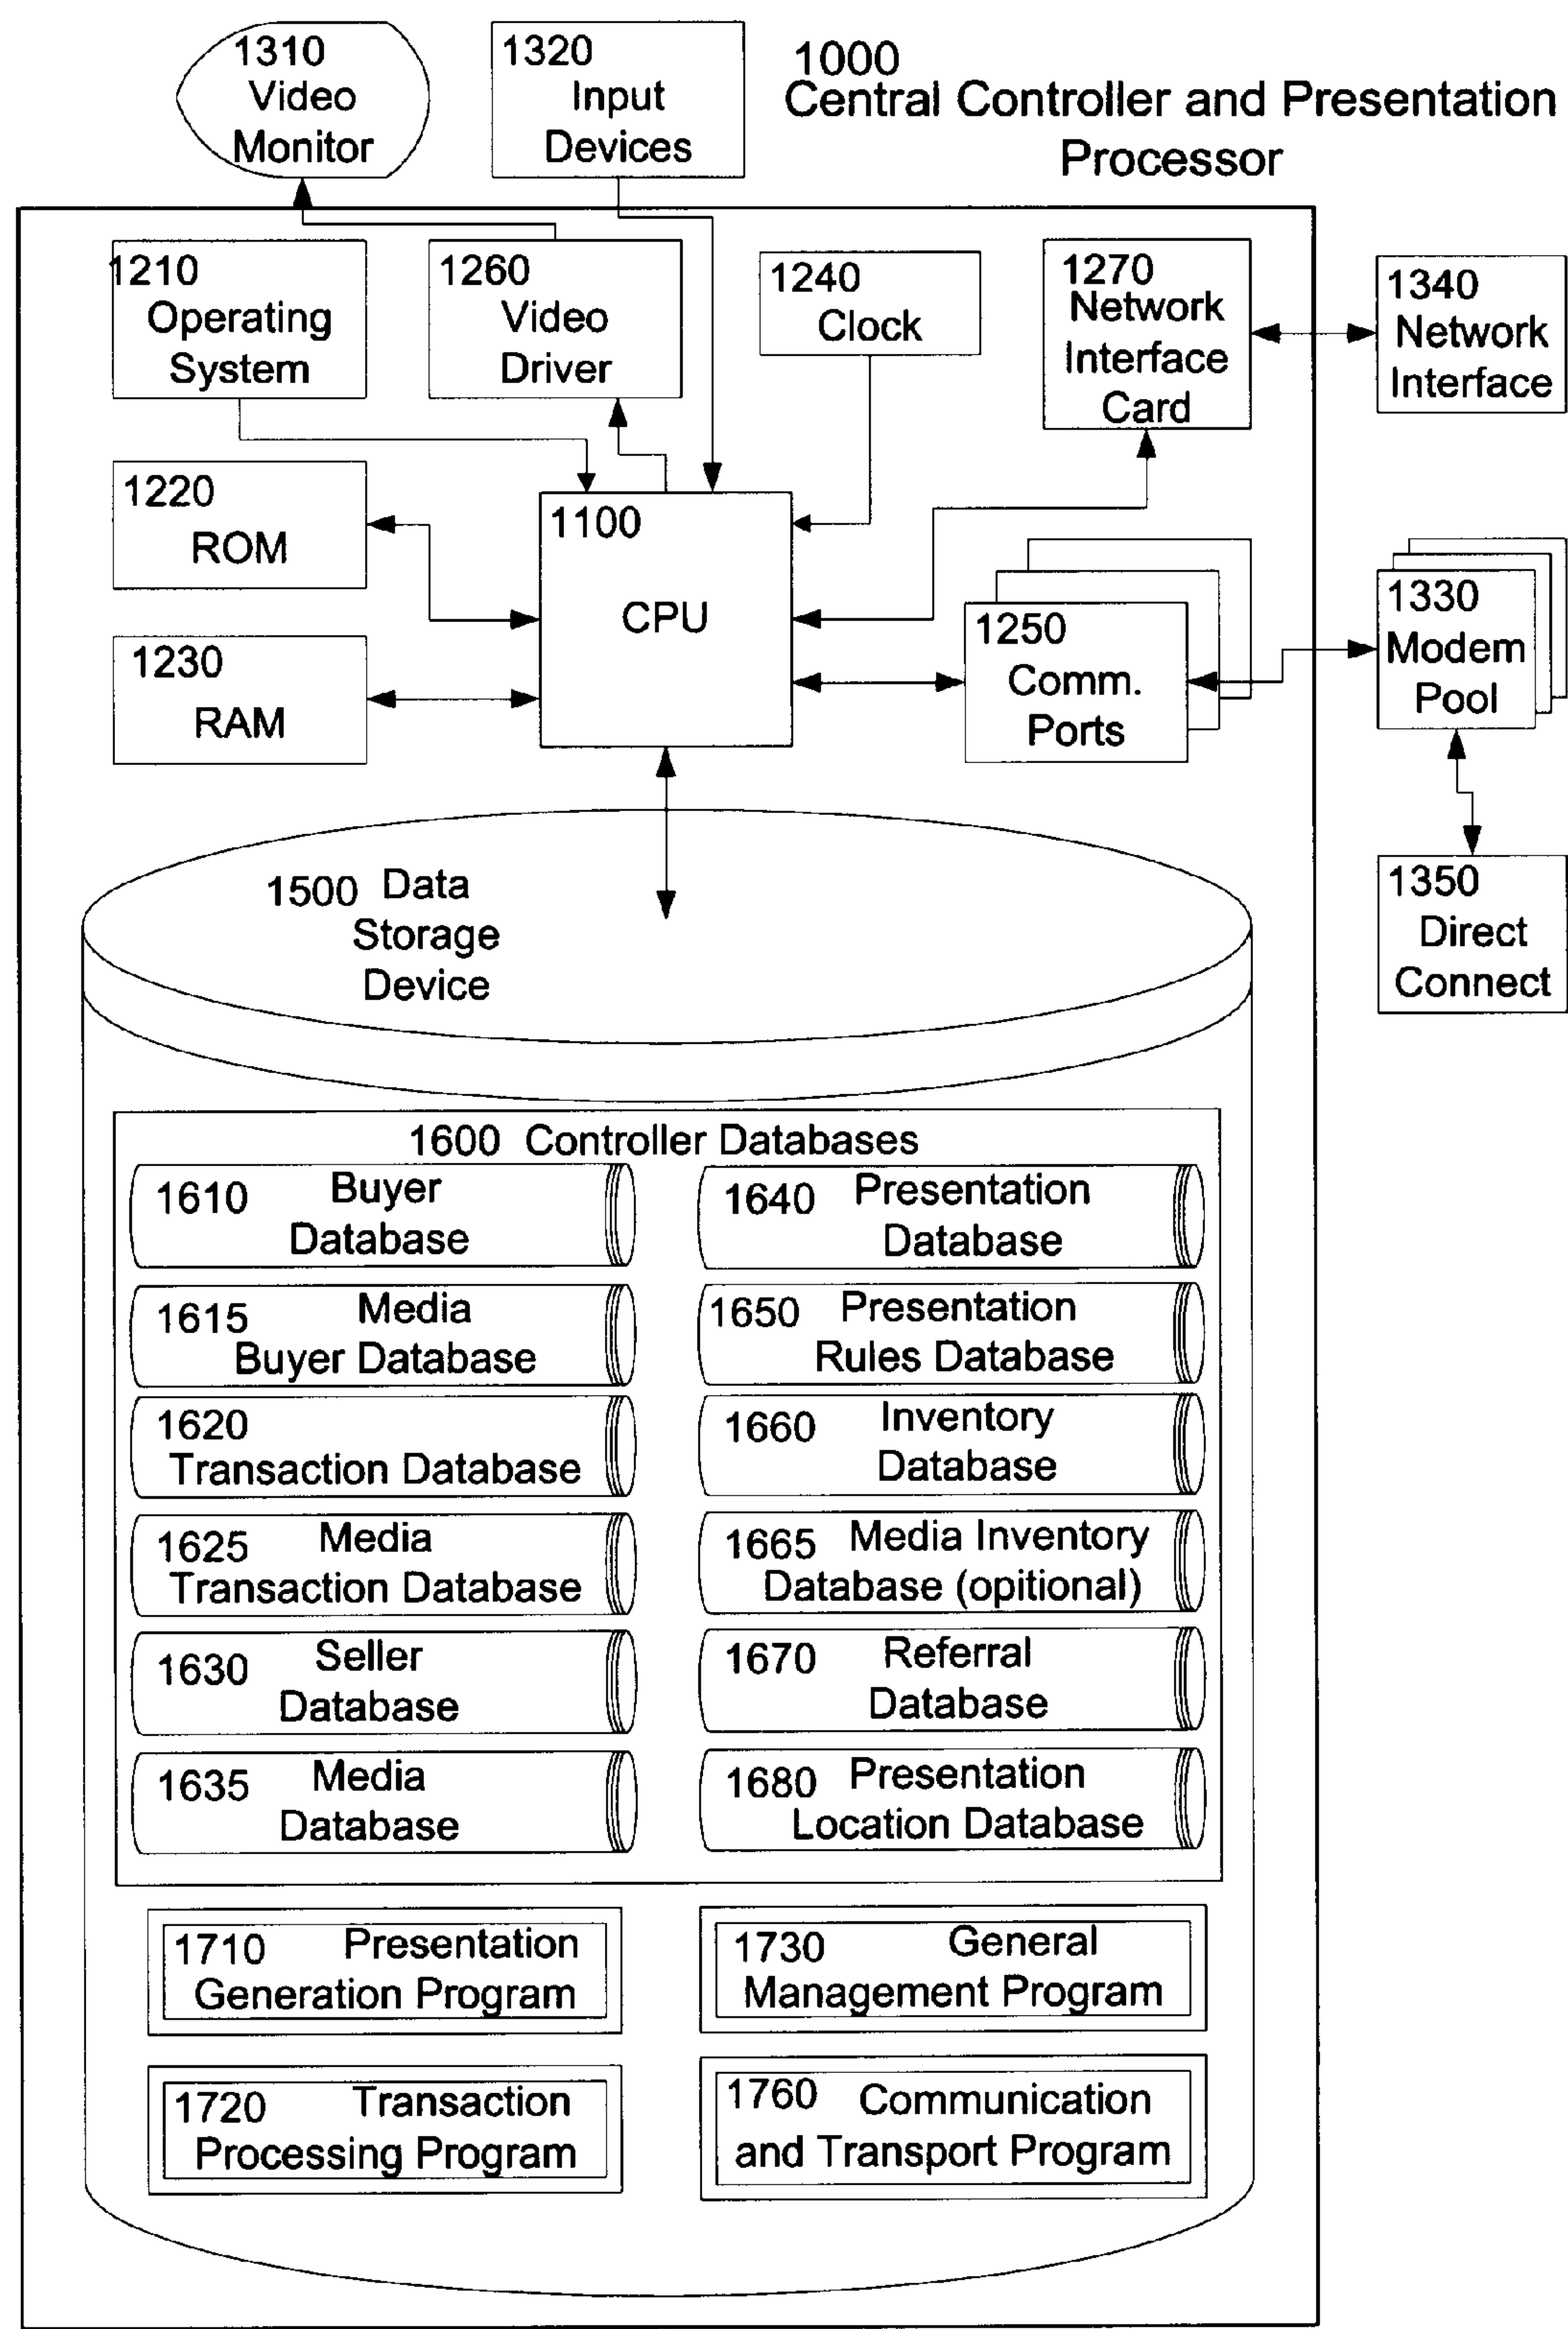 1310
Video
Monitor
1320
Input
Devices
1000
Central Controller and Presentation
Processor
1210
Operating
System
1260
Video
Driver
1240
Clock
1270
Network
Interface
Card
1340
Network
Interface
1220
ROM
1100
CPU
1230
RAM
1250
Comm.
Ports
1330
Modem
Pool
1350
Direct
Connect
1500 Data
Storage
Device
1600 Controller Databases
1610 Buyer
Database
1640 Presentation
Database
1615 Media
Buyer Database
1650 Presentation
Rules Database
1620
Transaction Database
1660 Inventory
Database
1625 Media
Transaction Database
1665 Media Inventory
Database (opitional)
1630 Seller
Database
1670 Referral
Database
1635 Media
Database
1680 Presentation
Location Database
1710 Presentation
Generation Program
1730 General
Management Program
1720 Transaction
Processing Program
1760 Communication
and Transport Program